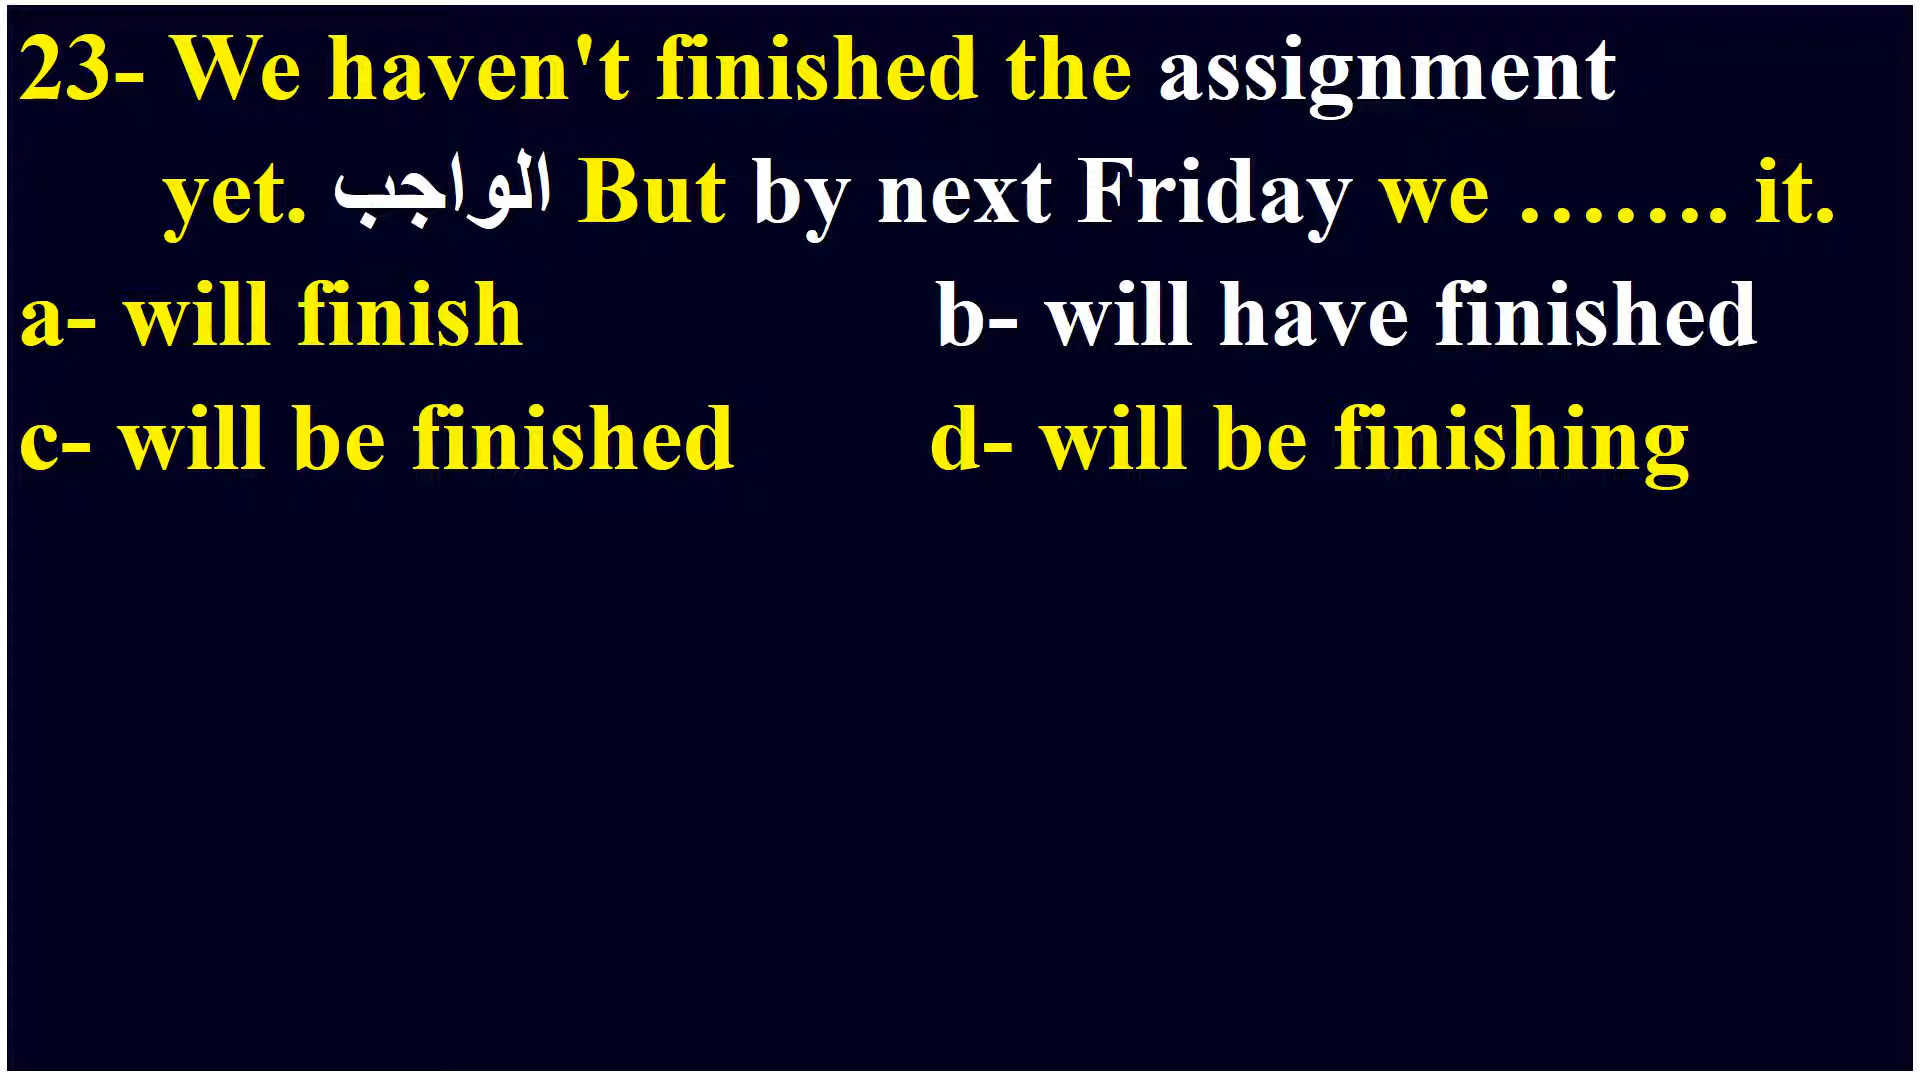 23- We haven't finished the assignment
yet. الواجب But by next Friday we ……. it.
a- will finish b- will have finished
c- will be finished d- will be finishing